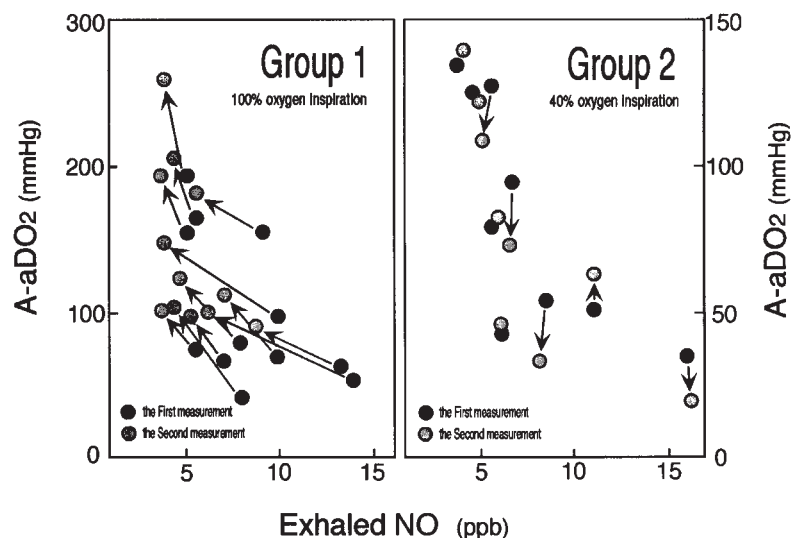 300
200
100
0
A-aDO2 (mmHg)
Group 1
100% oxygen Inspiration
the First measurement
the Second measurement
5
10
15
Group 2
40% oxygen Inspiration
the First measurement
the Second measurement
5
10
15
150
100
50
0
A-aDO2 (mmHg)
Exhaled NO (ppb)